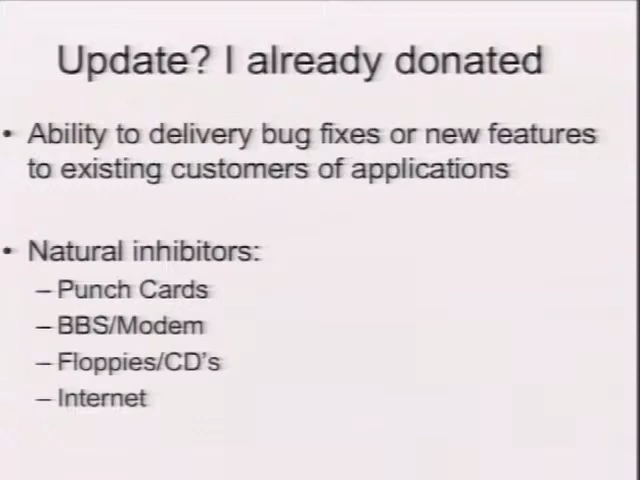 Update? I already donated
• Ability to delivery bug fixes or new features
to existing customers of applications
• Natural inhibitors:
– Punch Cards
– BBS/Modem
– Floppies/CD's
– Internet